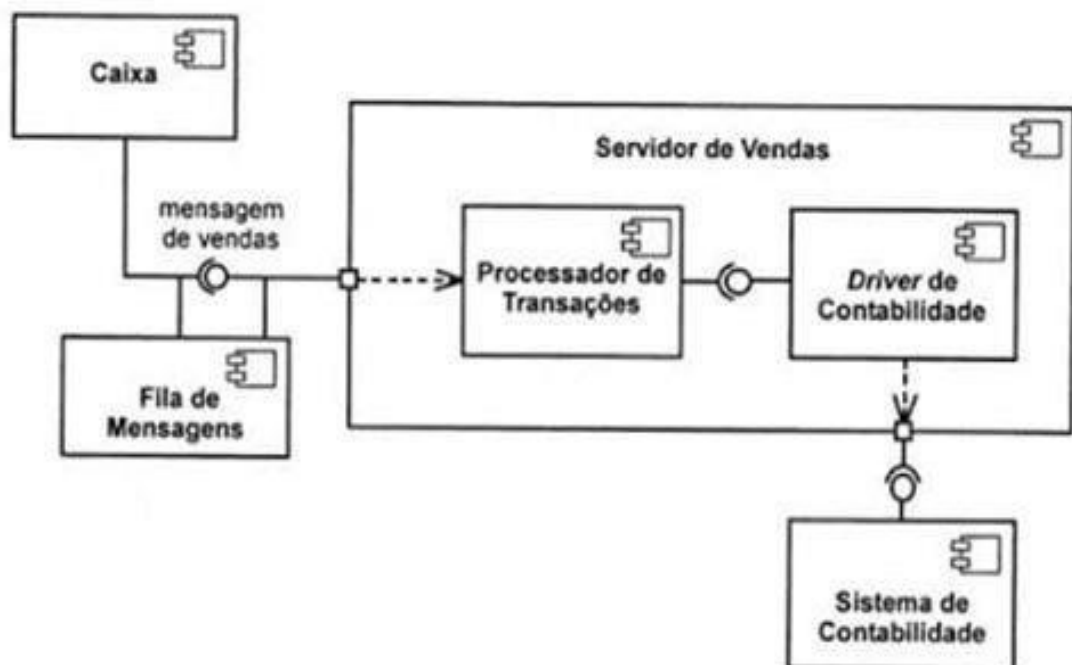 Caixa
mensagem
de vendas
Fila de
Mensagens
Servidor de Vendas
Processador de
Transações
Driver de
Contabilidade
Sistema de
Contabilidade